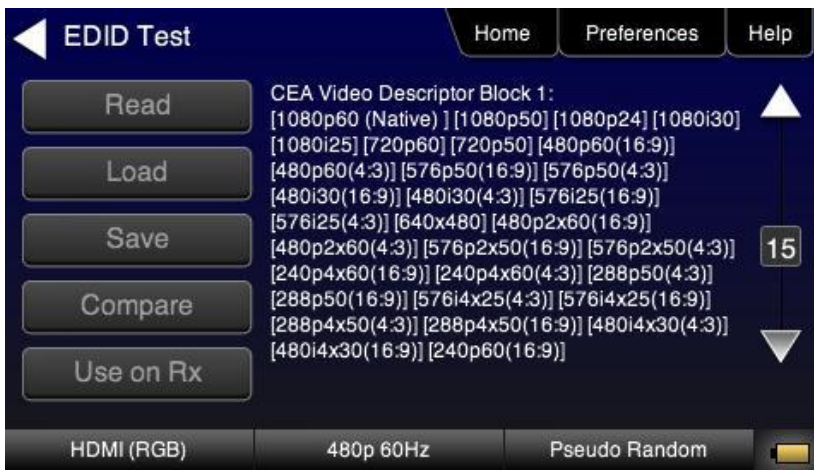 EDID Test
Home
Preferences
Help
Read
Load
Save
Compare
Use on Rx
CEA Video Descriptor Block 1:
[1080p60 (Native) ] [1080p50] [1080p24] [1080i30]
[1080i25] [720p60] [720p50] [480p60(16:9)]
[480p60(4:3)] [576p50(16:9)] [576p50(4:3)]
[480i30(16:9)] [480i30(4:3)] [576i25(16:9)]
[576i25(4:3)] [640x480] [480p2x60(16:9)]
[480p2x60(4:3)] [576p2x50(16:9)] [576p2x50(4:3)]
[240p4x60(16:9)] [240p4x60(4:3)] [288p50(4:3)]
[288p50(16:9)] [576i4x25(4:3)] [576i4x25(16:9)]
[288p4x50(4:3)] [288p4x50(16:9)] [480i4x30(4:3)]
[480i4x30(16:9)] [240p60(16:9)]
15
HDMI (RGB)
480p 60Hz
Pseudo Random